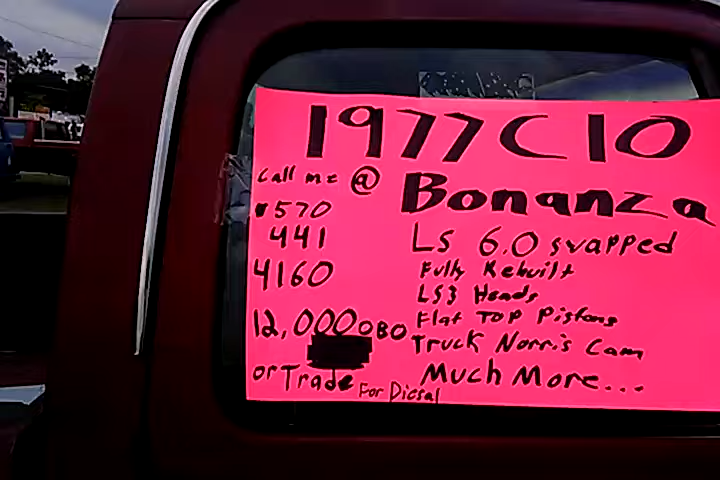 1977 C10
Bonanza
Call me @
570
441
4160
12,000 OBO
or Trade For Diesal
LS 6.0 swapped
Fully Rebuilt
LS3 Heads
Flat Top Pistons
Truck Norris Cam
Much More...